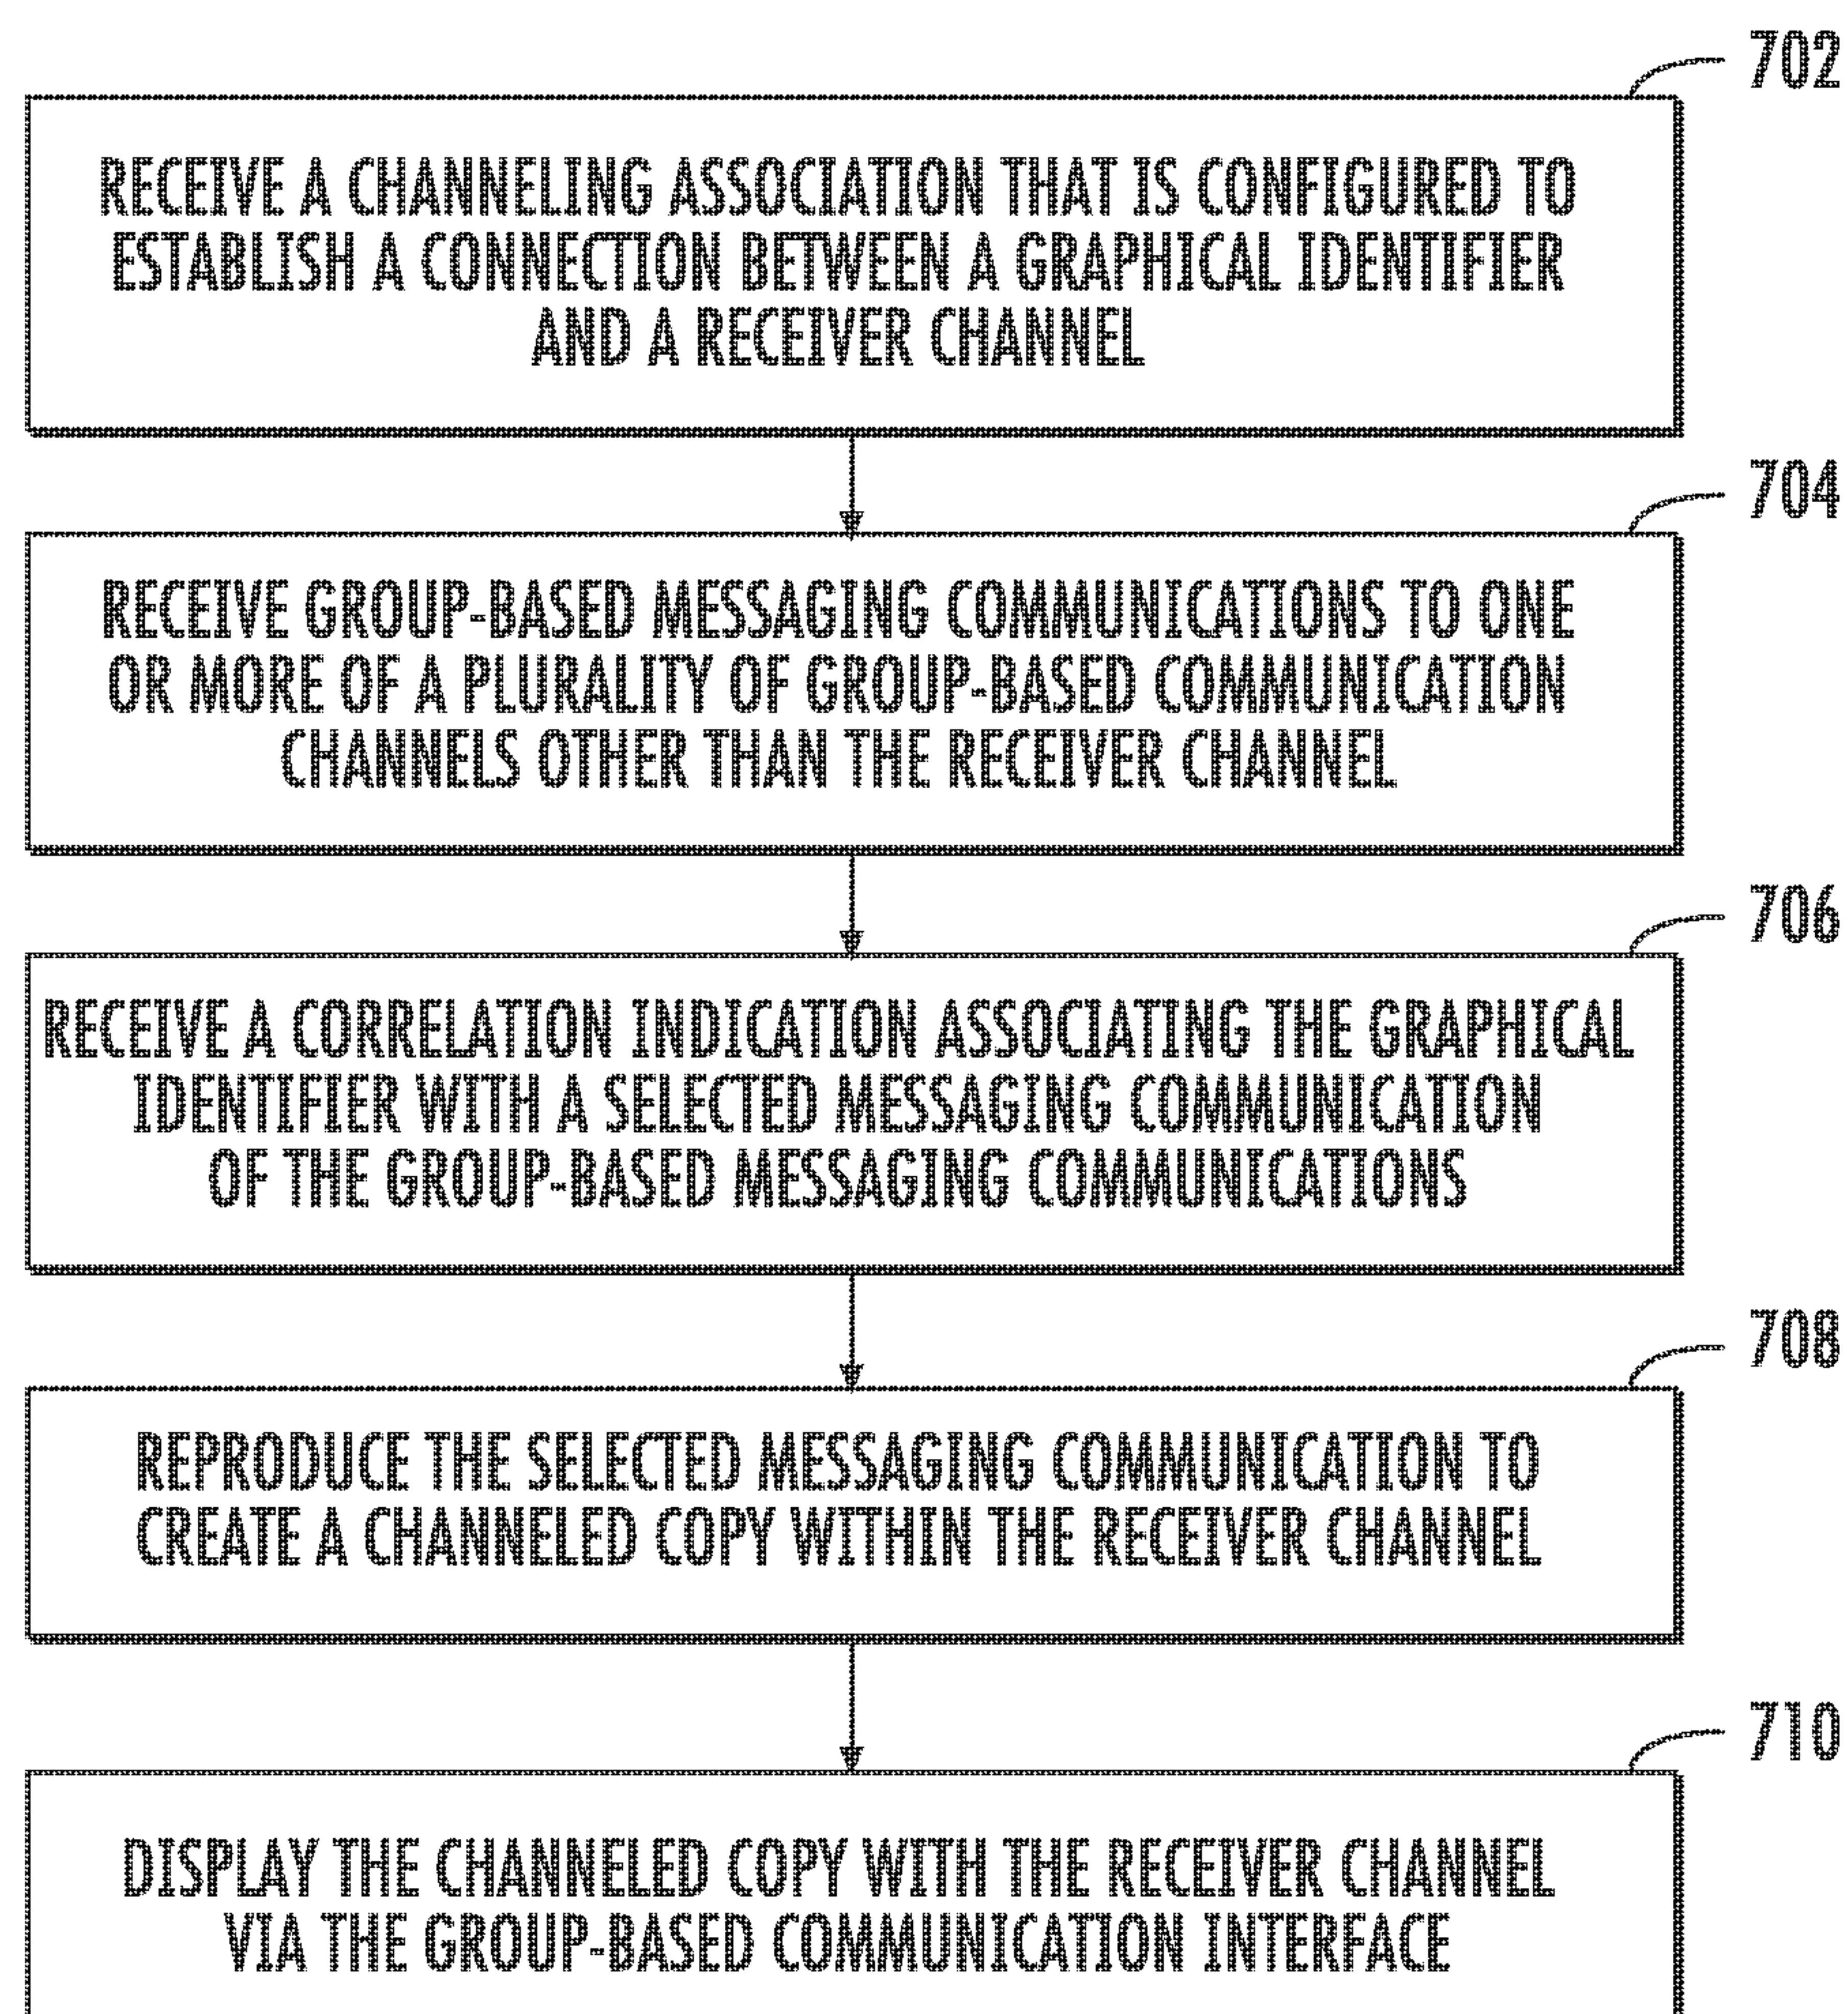 702
RECEIVE A CHANNELING ASSOCIATION THAT IS CONFIGURED TO
ESTABLISH A CONNECTION BETWEEN A GRAPHICAL IDENTIFIER
AND A RECEIVER CHANNEL
704
RECEIVE GROUP-BASED MESSAGING COMMUNICATIONS TO ONE
OR MORE OF A PLURALITY OF GROUP-BASED COMMUNICATION
CHANNELS OTHER THAN THE RECEIVER CHANNEL
706
RECEIVE A CORRELATION INDICATION ASSOCIATING THE GRAPHICAL
IDENTIFIER WITH A SELECTED MESSAGING COMMUNICATION
OF THE GROUP-BASED MESSAGING COMMUNICATIONS
708
REPRODUCE THE SELECTED MESSAGING COMMUNICATION TO
CREATE A CHANNELED COPY WITHIN THE RECEIVER CHANNEL
710
DISPLAY THE CHANNELED COPY WITH THE RECEIVER CHANNEL
VIA THE GROUP-BASED COMMUNICATION INTERFACE